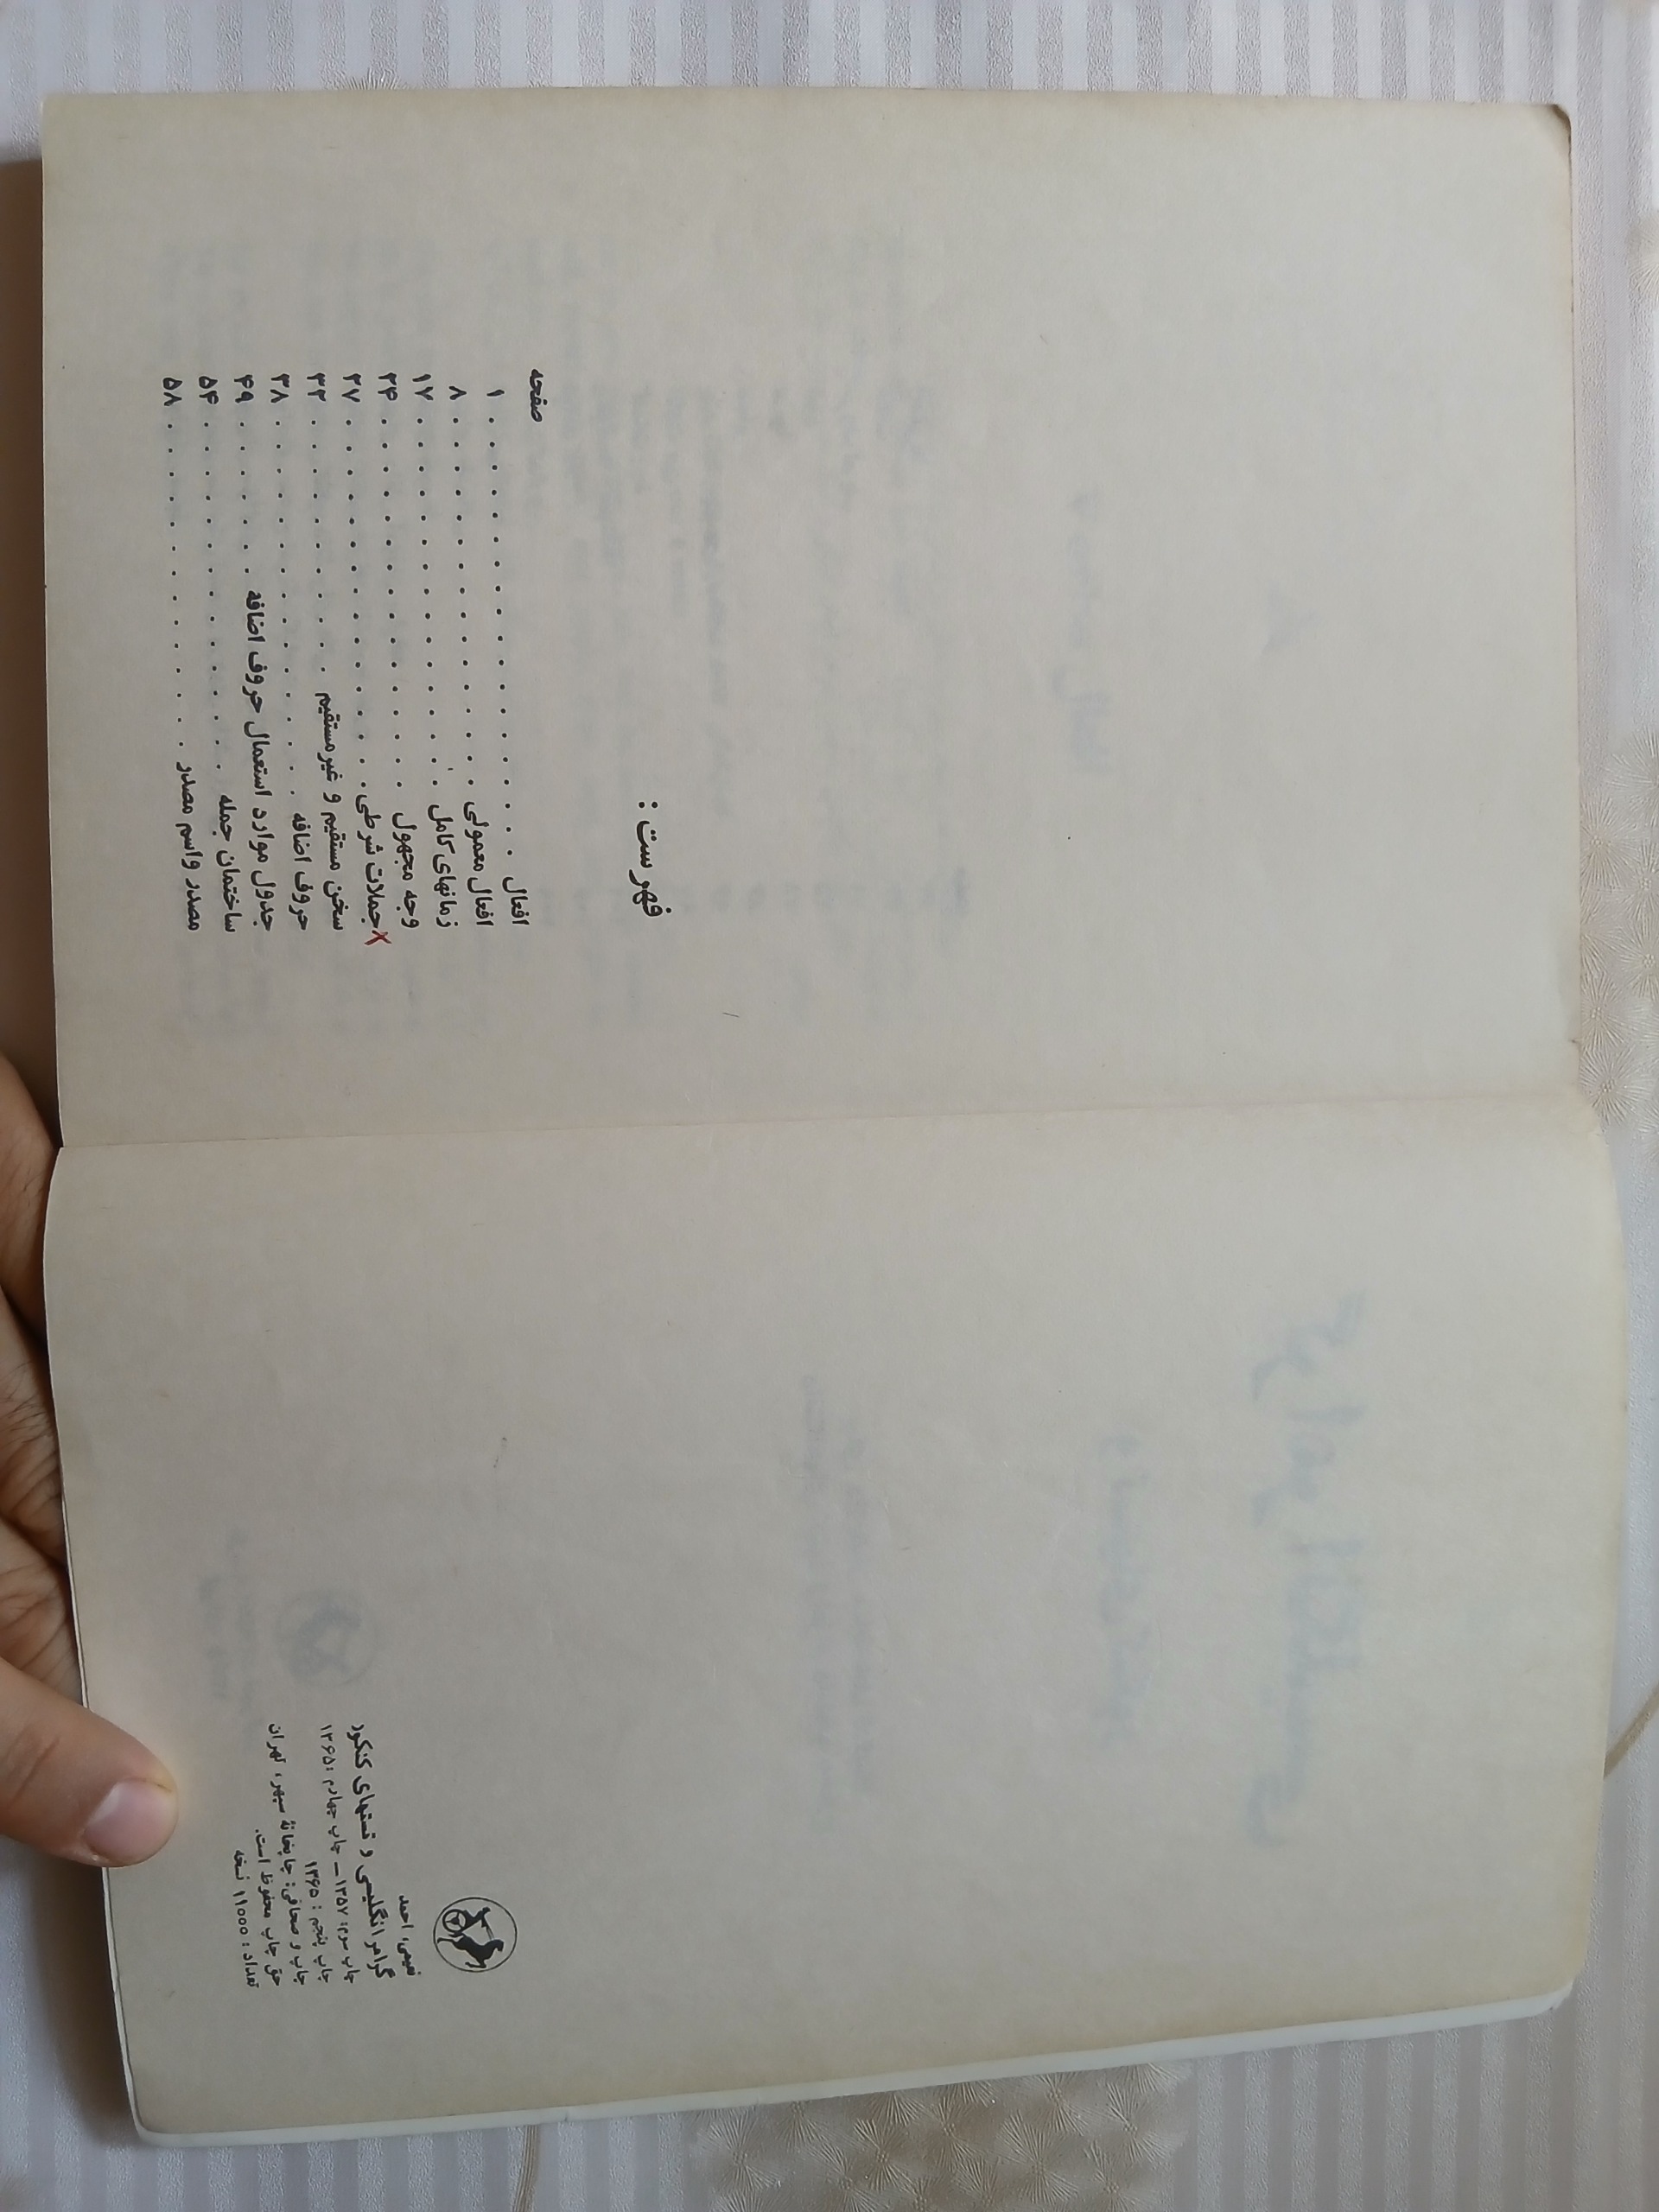 فهرست :
صفحه
افعال . . . . . . . . . . . . . . . . . . . . ۱
افعال معمولی . . . . . . . . . . . . . . . . ۸
زمانهای کامل . . . . . . . . . . . . . . . . ۱۷
وجه مجهول . . . . . . . . . . . . . . . . ۲۴
جملات شرطی . . . . . . . . . . . . . . . . ۲۷
سخن مستقیم و غیرمستقیم . . . . . . . . . . . . ۳۳
حروف اضافه . . . . . . . . . . . . . . . . ۳۸
جدول موارد استعمال حروف اضافه . . . . . . . ۴۹
ساختمان جمله . . . . . . . . . . . . . . . ۵۴
مصدر واسم مصدر . . . . . . . . . . . . . . ۵۸
نعیمی، احمد
گرامر انگلیسی و تستهای کنکور
چاپ سوم: ۱۳۵۷ – چاپ چهارم: ۱۳۶۵
چاپ پنجم: ۱۳۶۵
چاپ و صحافی: چاپخانهٔ سپهر، تهران
حق چاپ محفوظ است.
تعداد: ۱۱۰۰۰ نسخه